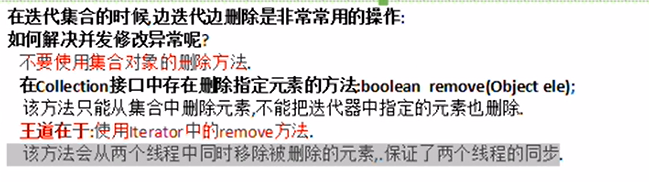 在迭代集合的时候,边迭代边删除是非常常用的操作:
如何解决并发修改异常呢?
不要使用集合对象的删除方法.
在Collection接口中存在删除指定元素的方法:boolean remove(Object ele);
该方法只能从集合中删除元素,不能把迭代器中指定的元素也删除.
王道在于:使用Iterator中的remove方法.
该方法会从两个线程中同时移除被删除的元素,.保证了两个线程的同步.